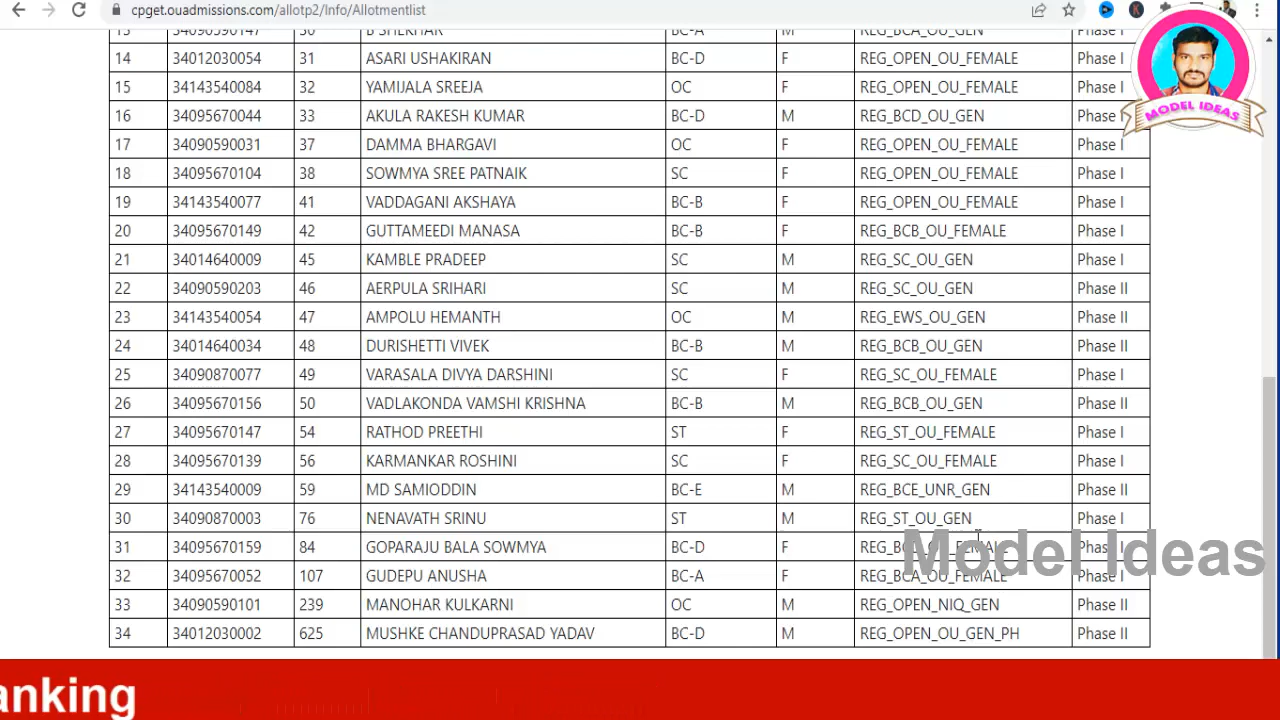 cpget.ouadmissions.com/allotp2/Info/Allotmentlist
13 34090590147 30 B SHEKHAR BC-A M REG_BCA_OU_GEN Phase I
14 34012030054 31 ASARI USHAKIRAN BC-D F REG_OPEN_OU_FEMALE Phase I
15 34143540084 32 YAMIJALA SREEJA OC F REG_OPEN_OU_FEMALE Phase I
16 34095670044 33 AKULA RAKESH KUMAR BC-D M REG_BCD_OU_GEN Phase I
17 34090590031 37 DAMMA BHARGAVI OC F REG_OPEN_OU_FEMALE Phase I
18 34095670104 38 SOWMYA SREE PATNAIK SC F REG_OPEN_OU_FEMALE Phase I
19 34143540077 41 VADDAGANI AKSHAYA BC-B F REG_OPEN_OU_FEMALE Phase I
20 34095670149 42 GUTTAMEEDI MANASA BC-B F REG_BCB_OU_FEMALE Phase I
21 34014640009 45 KAMBLE PRADEEP SC M REG_SC_OU_GEN Phase I
22 34090590203 46 AERPULA SRIHARI SC M REG_SC_OU_GEN Phase II
23 34143540054 47 AMPOLU HEMANTH OC M REG_EWS_OU_GEN Phase II
24 34014640034 48 DURISHETTI VIVEK BC-B M REG_BCB_OU_GEN Phase II
25 34090870077 49 VARASALA DIVYA DARSHINI SC F REG_SC_OU_FEMALE Phase I
26 34095670156 50 VADLAKONDA VAMSHI KRISHNA BC-B M REG_BCB_OU_GEN Phase II
27 34095670147 54 RATHOD PREETHI ST F REG_ST_OU_FEMALE Phase I
28 34095670139 56 KARMANKAR ROSHINI SC F REG_SC_OU_FEMALE Phase I
29 34143540009 59 MD SAMIODDIN BC-E M REG_BCE_UNR_GEN Phase II
30 34090870003 76 NENAVATH SRINU ST M REG_ST_OU_GEN Phase I
31 34095670159 84 GOPARAJU BALA SOWMYA BC-D F Phase I
32 34095670052 107 GUDEPU ANUSHA BC-A F REG_BCA_OU_FEMALE Phase I
33 34090590101 239 MANOHAR KULKARNI OC M REG_OPEN_NIQ_GEN Phase II
34 34012030002 625 MUSHKE CHANDUPRASAD YADAV BC-D M REG_OPEN_OU_GEN_PH Phase II
MODEL IDEAS
Model Ideas
anking